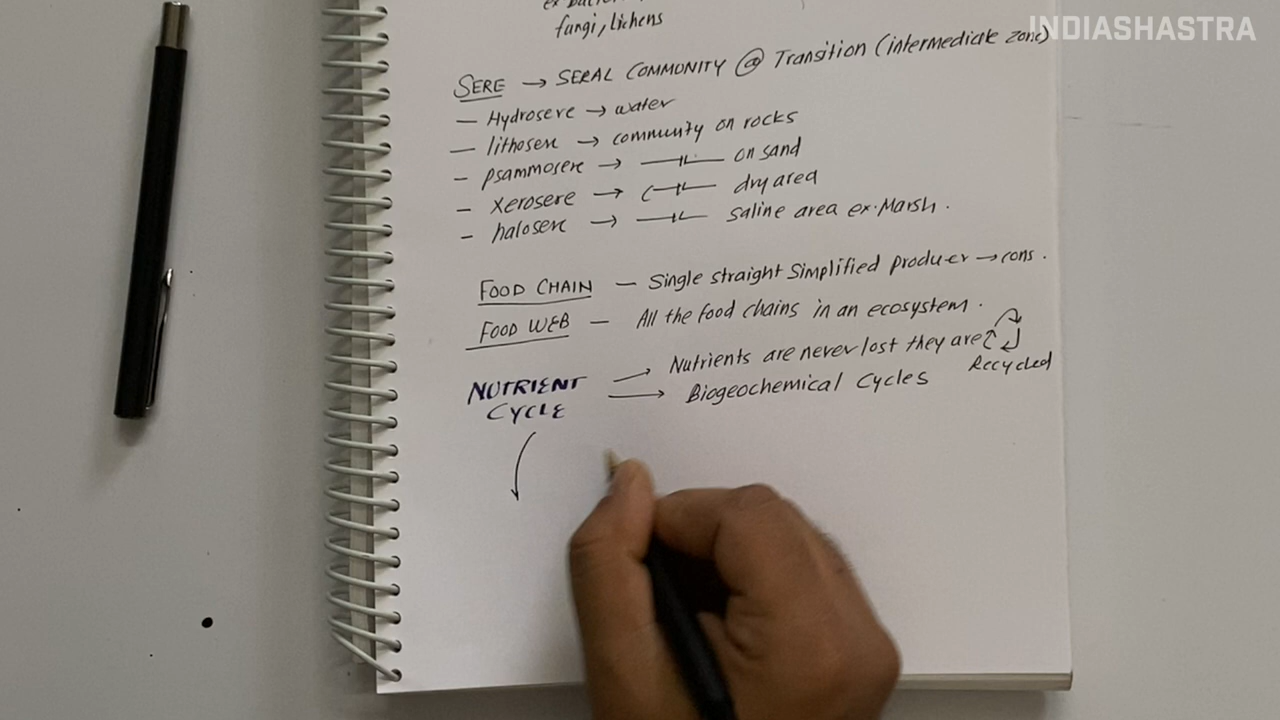 INDIASHASTRA
fungi, lichens
SERE → SERAL COMMUNITY @ Transition (intermediate zone)
— Hydrosere → water
— lithosere → community on rocks
— psammosere → —〃— on sand
— xerosere → (—〃— dry area
— halosere → —〃— saline area ex. Marsh.
FOOD CHAIN — Single straight simplified producer → cons.
FOOD WEB — All the food chains in an ecosystem.
NUTRIENT CYCLE → Nutrients are never lost they are Recycled
→ Biogeochemical Cycles